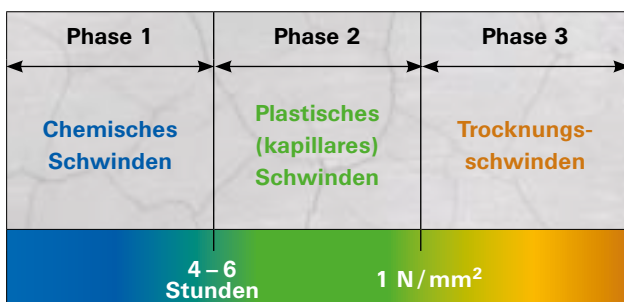 Phase 1
Phase 2
Phase 3
Chemisches
Schwinden
Plastisches
(kapillares)
Schwinden
Trocknungs-
schwinden
4 – 6
Stunden
1 N / mm²